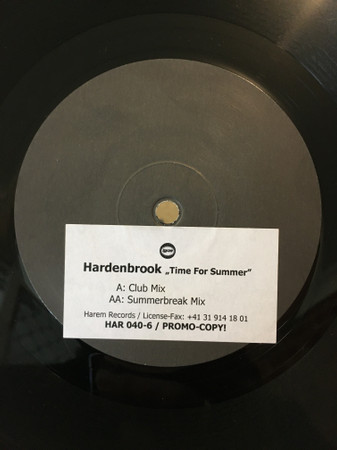 Hardenbrook „Time For Summer"
A: Club Mix
AA: Summerbreak Mix
Harem Records / License-Fax: +41 31 914 18 01
HAR 040-6 / PROMO-COPY!